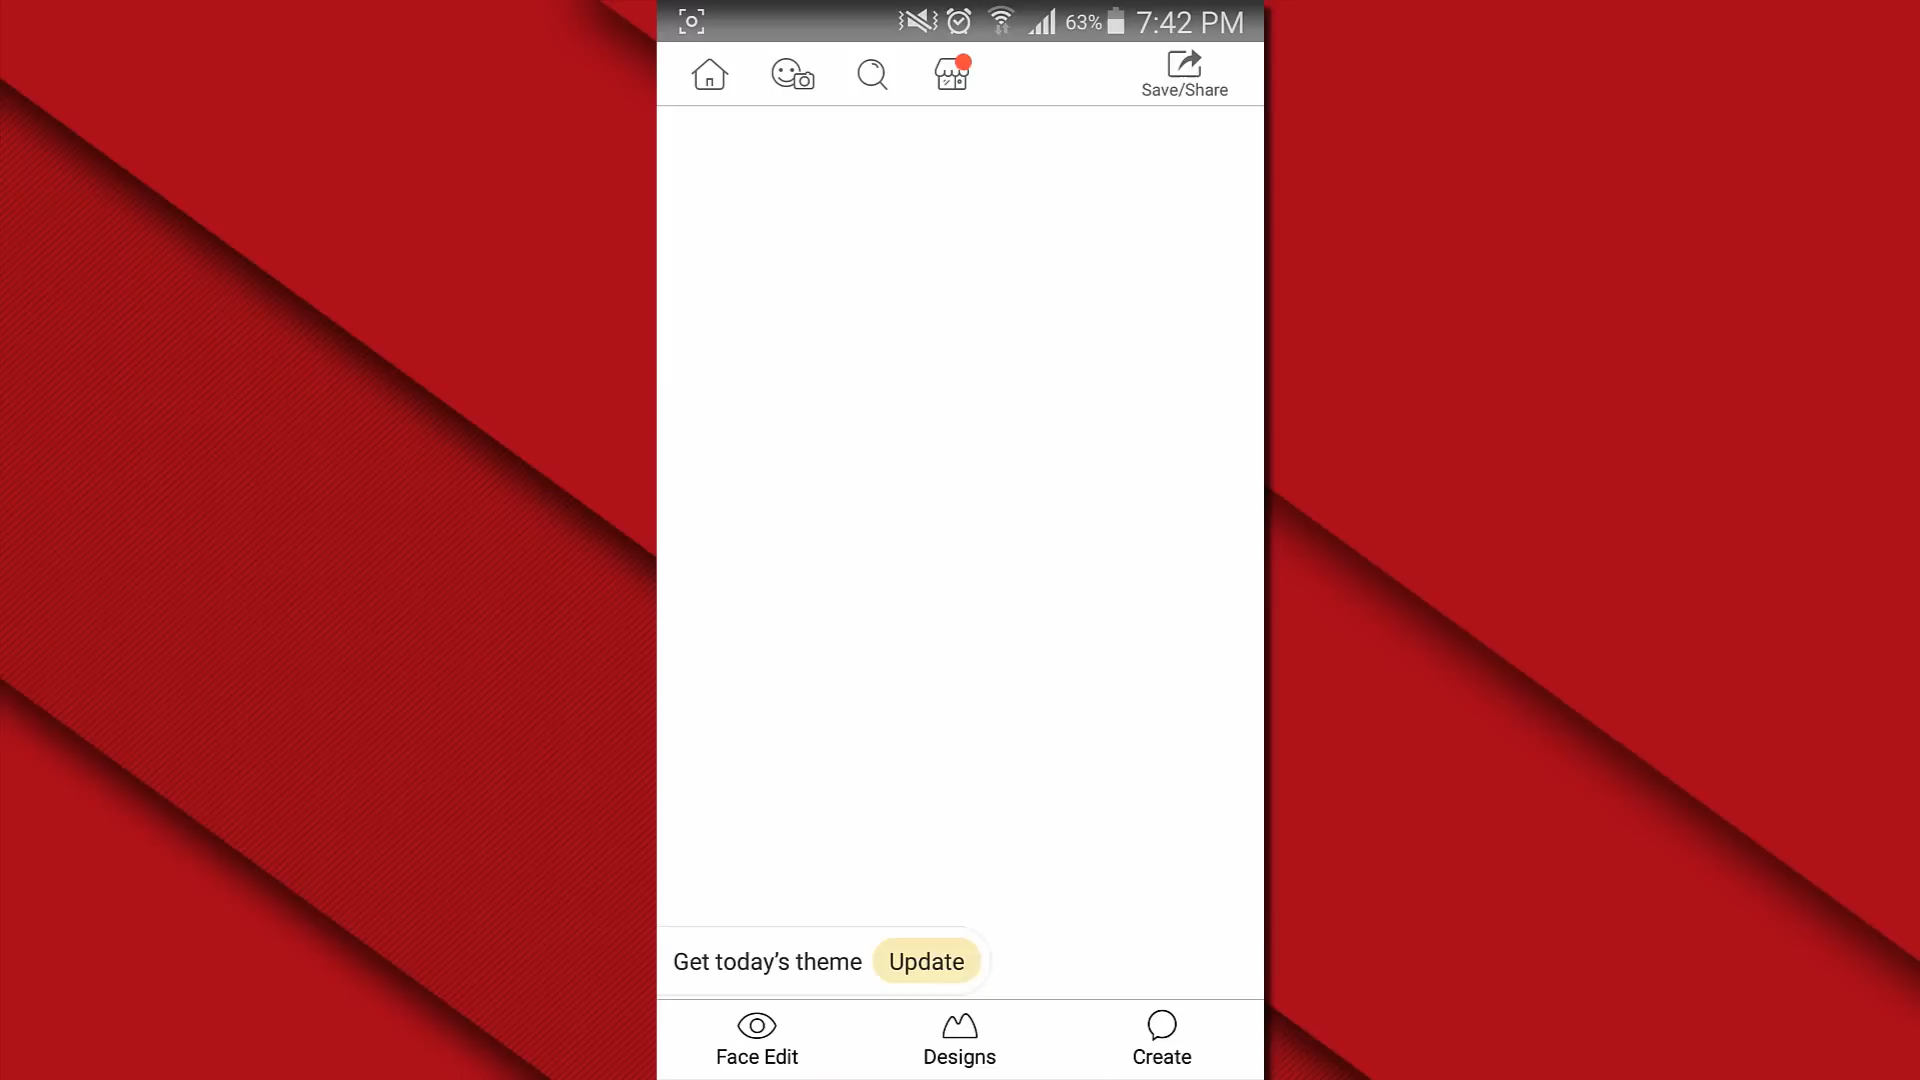 63% 7:42 PM
Save/Share
Get today’s theme Update
Face Edit Designs Create